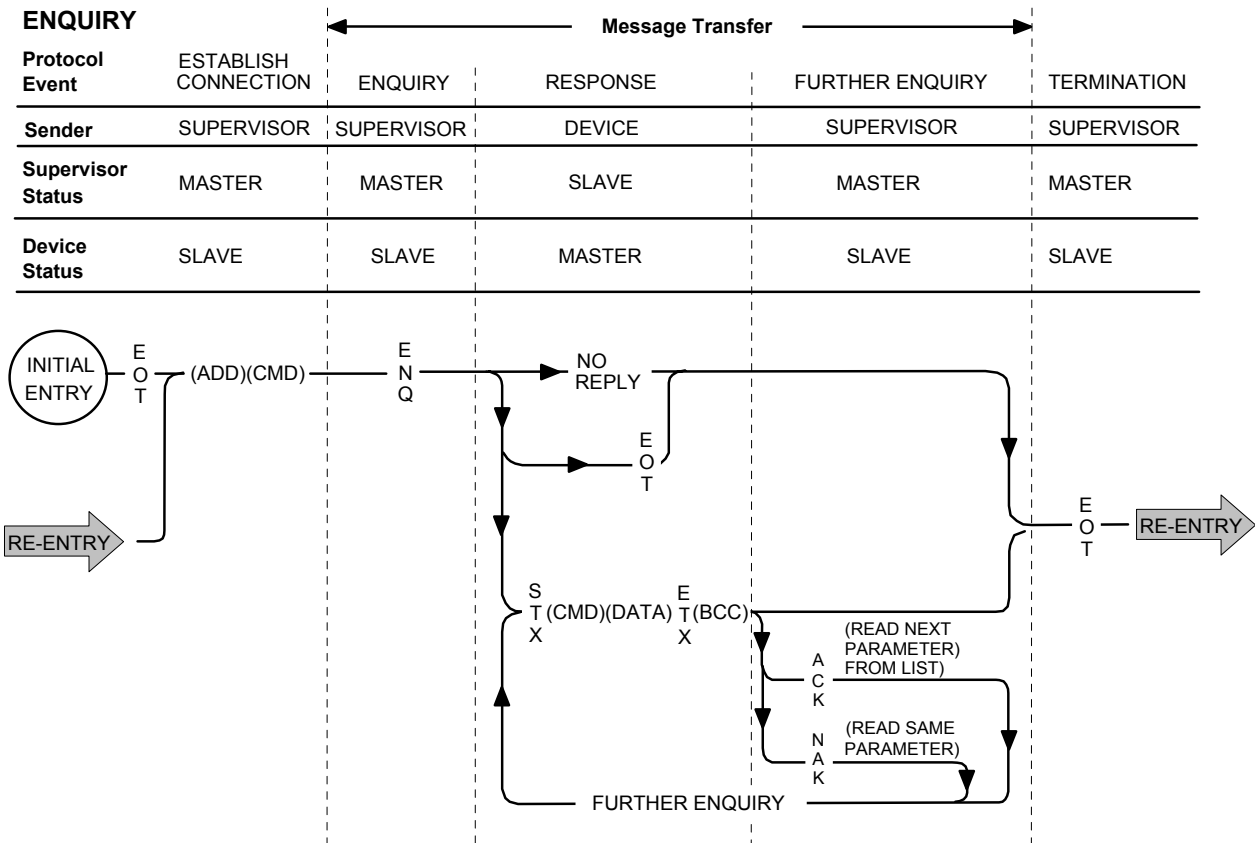 ENQUIRY
Message Transfer
Protocol Event
ESTABLISH CONNECTION
ENQUIRY
RESPONSE
FURTHER ENQUIRY
TERMINATION
Sender
SUPERVISOR
SUPERVISOR
DEVICE
SUPERVISOR
SUPERVISOR
Supervisor Status
MASTER
MASTER
SLAVE
MASTER
MASTER
Device Status
SLAVE
SLAVE
MASTER
SLAVE
SLAVE
INITIAL ENTRY
EOT
(ADD)(CMD)
ENQ
NO REPLY
EOT
RE-ENTRY
EOT
RE-ENTRY
STX (CMD)(DATA) ETX (BCC)
ACK
(READ NEXT
PARAMETER)
FROM LIST)
NAK
(READ SAME
PARAMETER)
FURTHER ENQUIRY